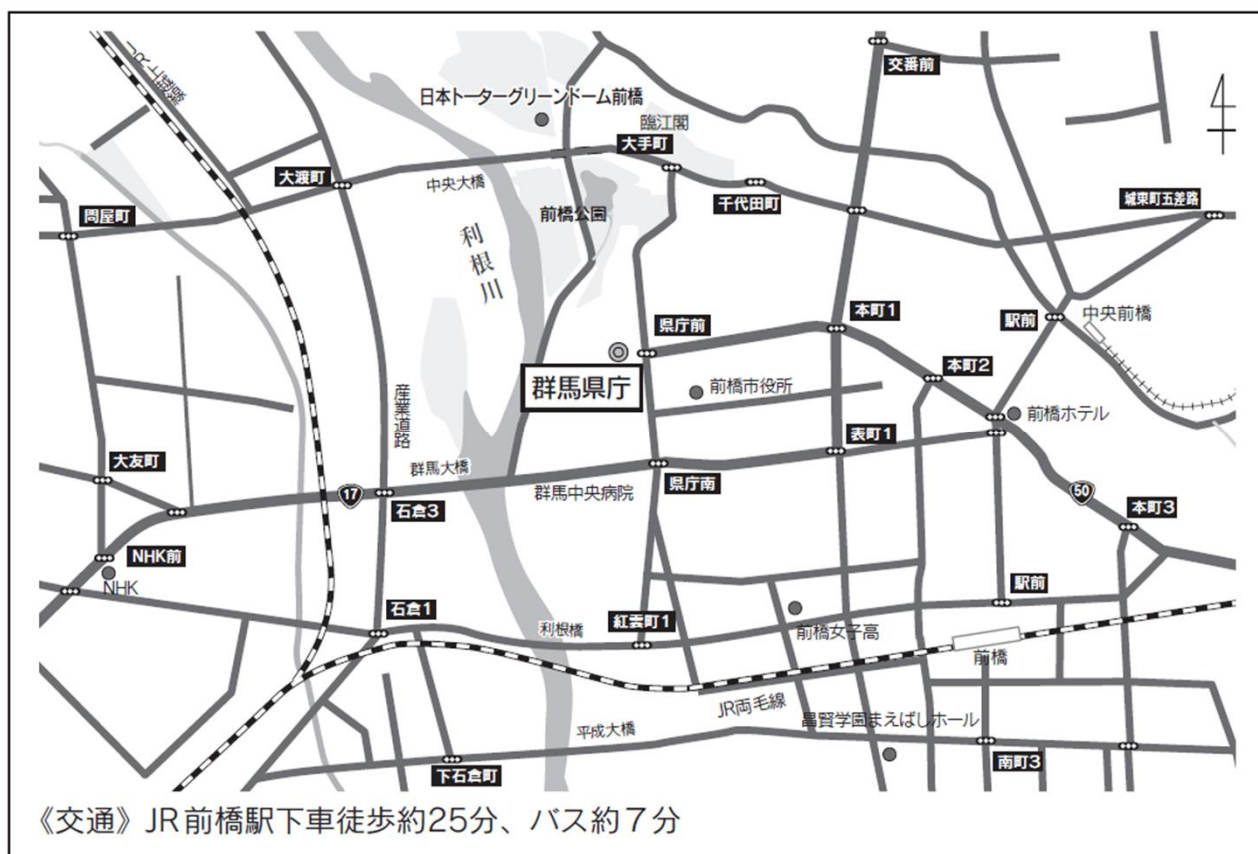 JR上越線
交番前
日本トーターグリーンドーム前橋
臨江閣
大手町
大渡町
中央大橋
千代田町
城東町五差路
問屋町
前橋公園
利根川
県庁前
本町1
駅前
中央前橋
本町2
群馬県庁
前橋市役所
前橋ホテル
産業道路
表町1
大友町
群馬大橋
県庁南
17
石倉3
群馬中央病院
50
本町3
NHK前
NHK
石倉1
利根橋
紅雲町1
前橋女子高
駅前
前橋
JR両毛線
昌賢学園まえばしホール
平成大橋
下石倉町
南町3
《交通》JR前橋駅下車徒歩約25分、バス約7分